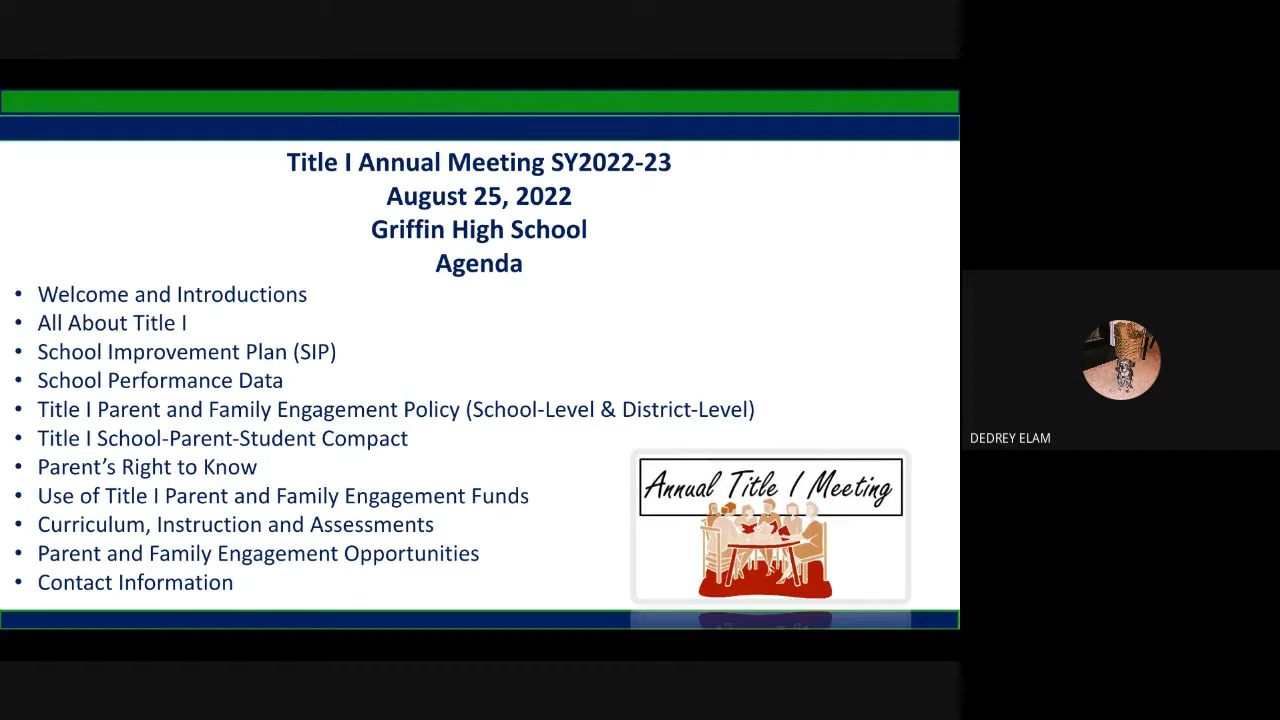 Title I Annual Meeting SY2022-23
August 25, 2022
Griffin High School
Agenda
• Welcome and Introductions
• All About Title I
• School Improvement Plan (SIP)
• School Performance Data
• Title I Parent and Family Engagement Policy (School-Level & District-Level)
• Title I School-Parent-Student Compact
• Parent’s Right to Know
• Use of Title I Parent and Family Engagement Funds
• Curriculum, Instruction and Assessments
• Parent and Family Engagement Opportunities
• Contact Information
Annual Title I Meeting
DEDREY ELAM